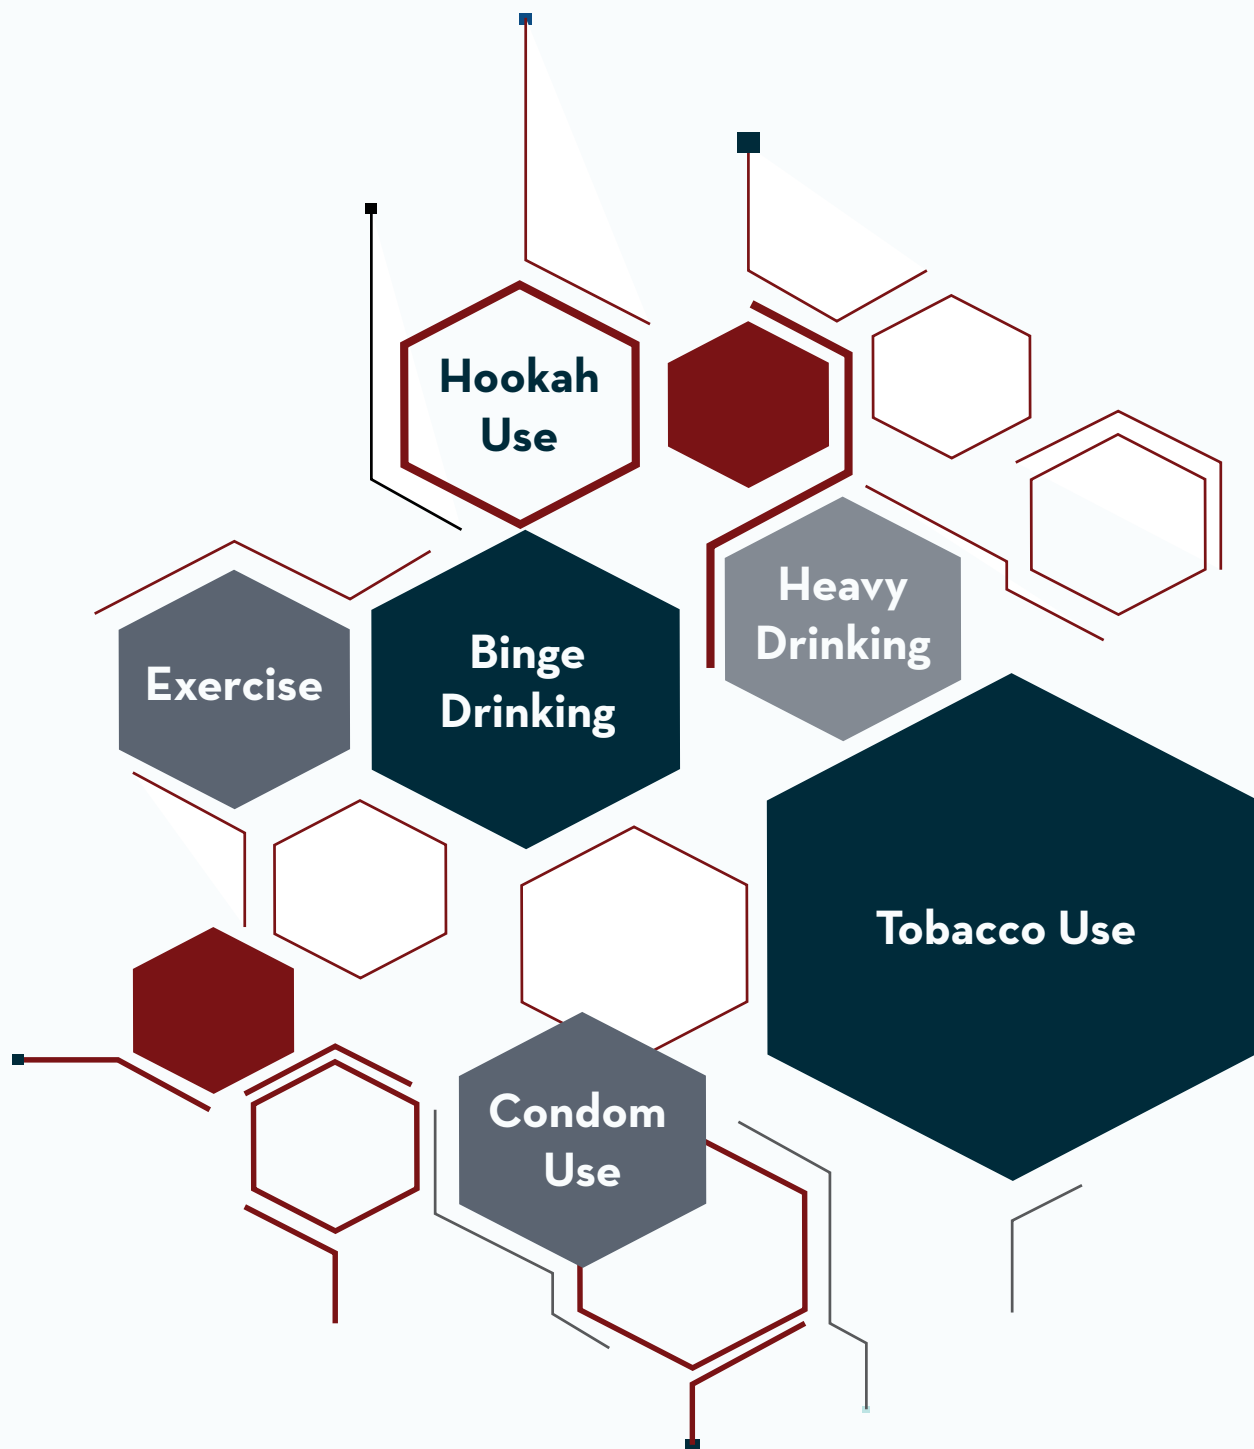 Hookah
Use
Heavy
Drinking
Exercise
Binge
Drinking
Tobacco Use
Condom
Use